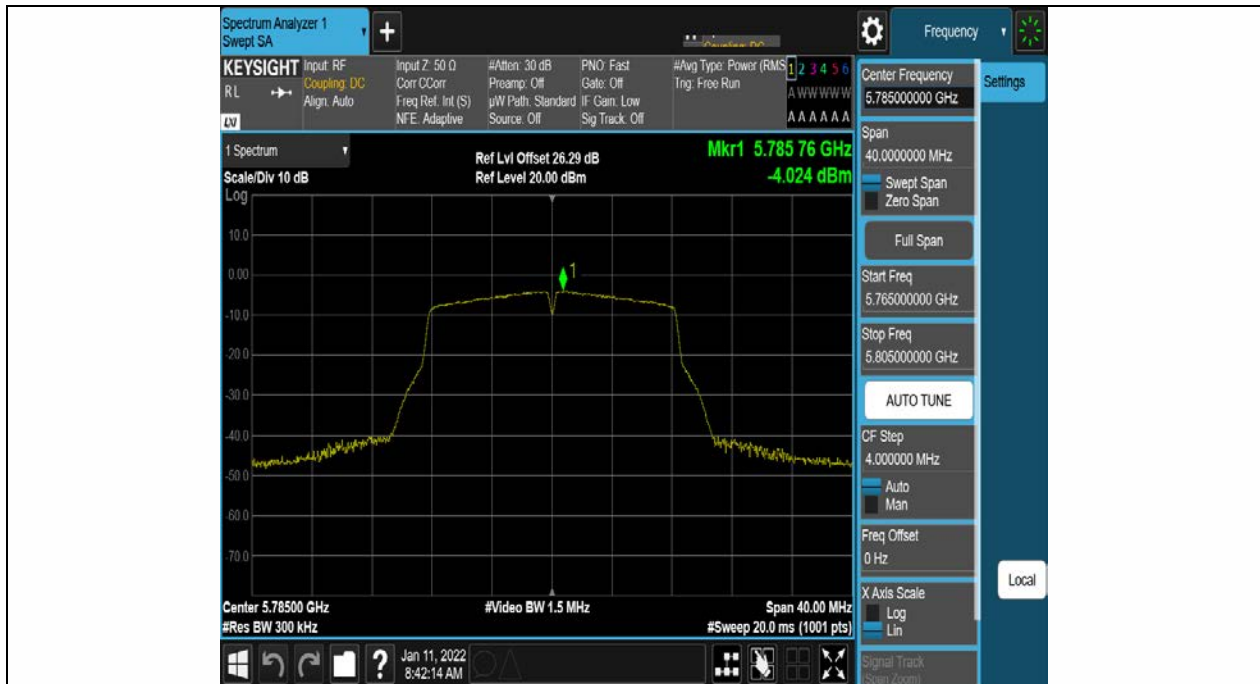 Spectrum Analyzer 1
Swept SA
+
Frequency
KEYSIGHT
RL
LXI
Input: RF
Coupling: DC
Align: Auto
Input Z: 50 Ω
Corr CCorr
Freq Ref: Int (S)
NFE: Adaptive
#Atten: 30 dB
Preamp: Off
µW Path: Standard
Source: Off
PNO: Fast
Gate: Off
IF Gain: Low
Sig Track: Off
#Avg Type: Power (RMS
Trig: Free Run
1 2 3 4 5 6
A W W W W W
A A A A A A
1 Spectrum
Scale/Div 10 dB
Log
Ref Lvl Offset 26.29 dB
Ref Level 20.00 dBm
Mkr1 5.785 76 GHz
-4.024 dBm
10.0
0.00
-10.0
-20.0
-30.0
-40.0
-50.0
-60.0
-70.0
1
Center 5.78500 GHz
#Res BW 300 kHz
#Video BW 1.5 MHz
Span 40.00 MHz
#Sweep 20.0 ms (1001 pts)
Center Frequency
5.785000000 GHz
Span
40.0000000 MHz
Swept Span
Zero Span
Full Span
Start Freq
5.765000000 GHz
Stop Freq
5.805000000 GHz
AUTO TUNE
CF Step
4.000000 MHz
Auto
Man
Freq Offset
0 Hz
X Axis Scale
Log
Lin
Signal Track
(Span Zoom)
Settings
Local
?
Jan 11, 2022
8:42:14 AM